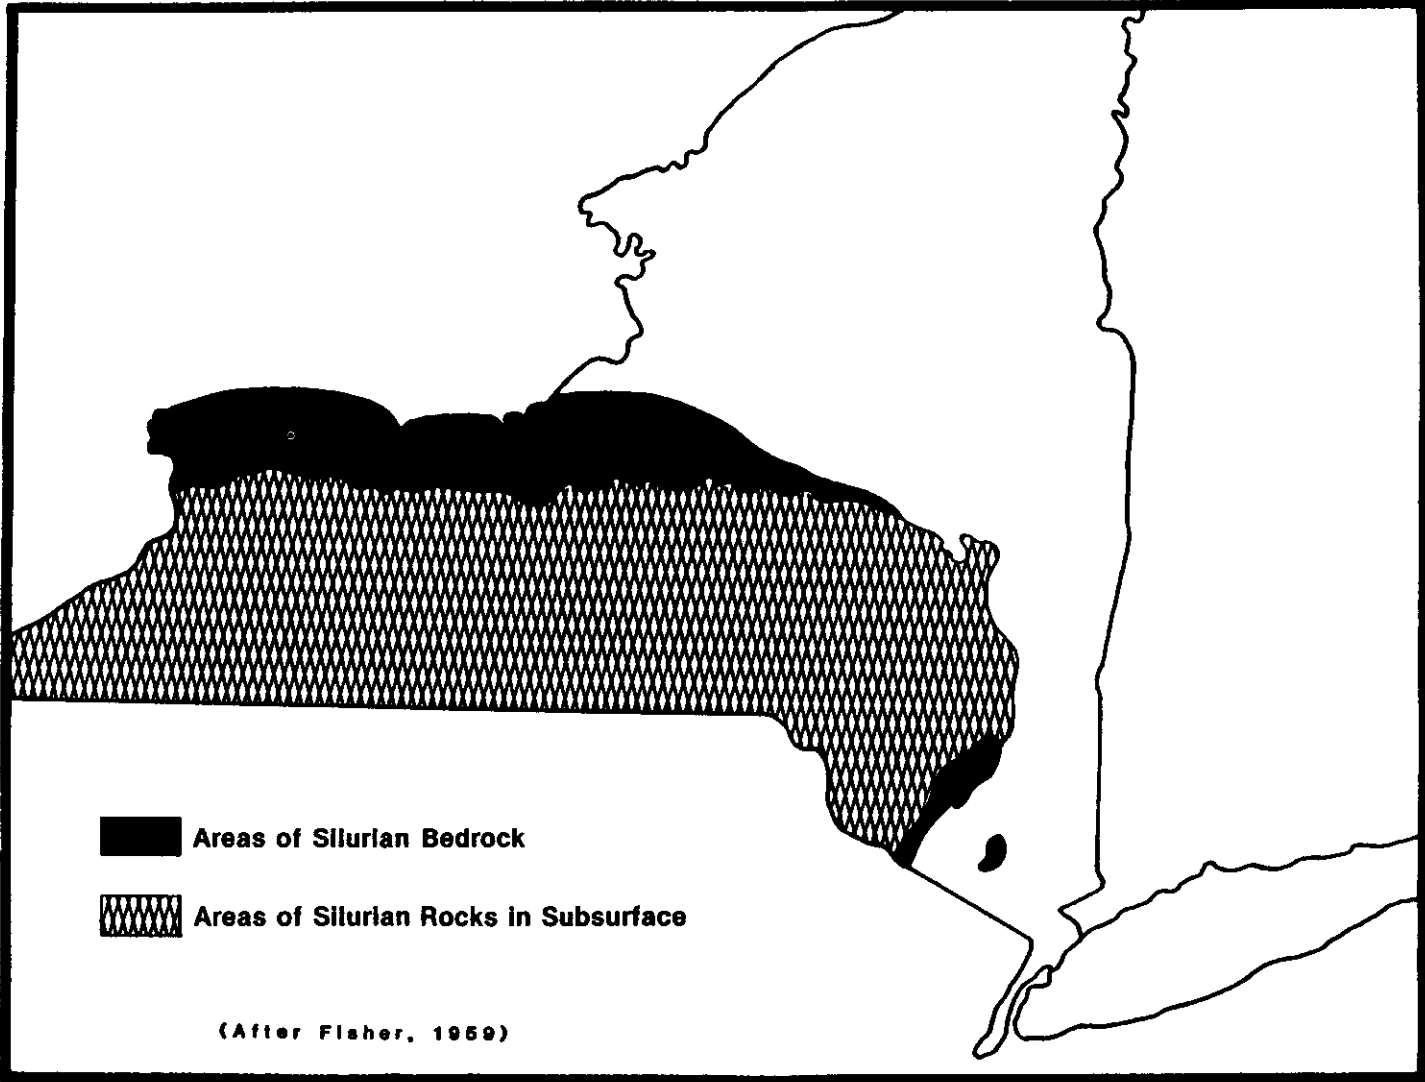 Areas of Silurian Bedrock
Areas of Silurian Rocks in Subsurface
(After Fisher, 1959)